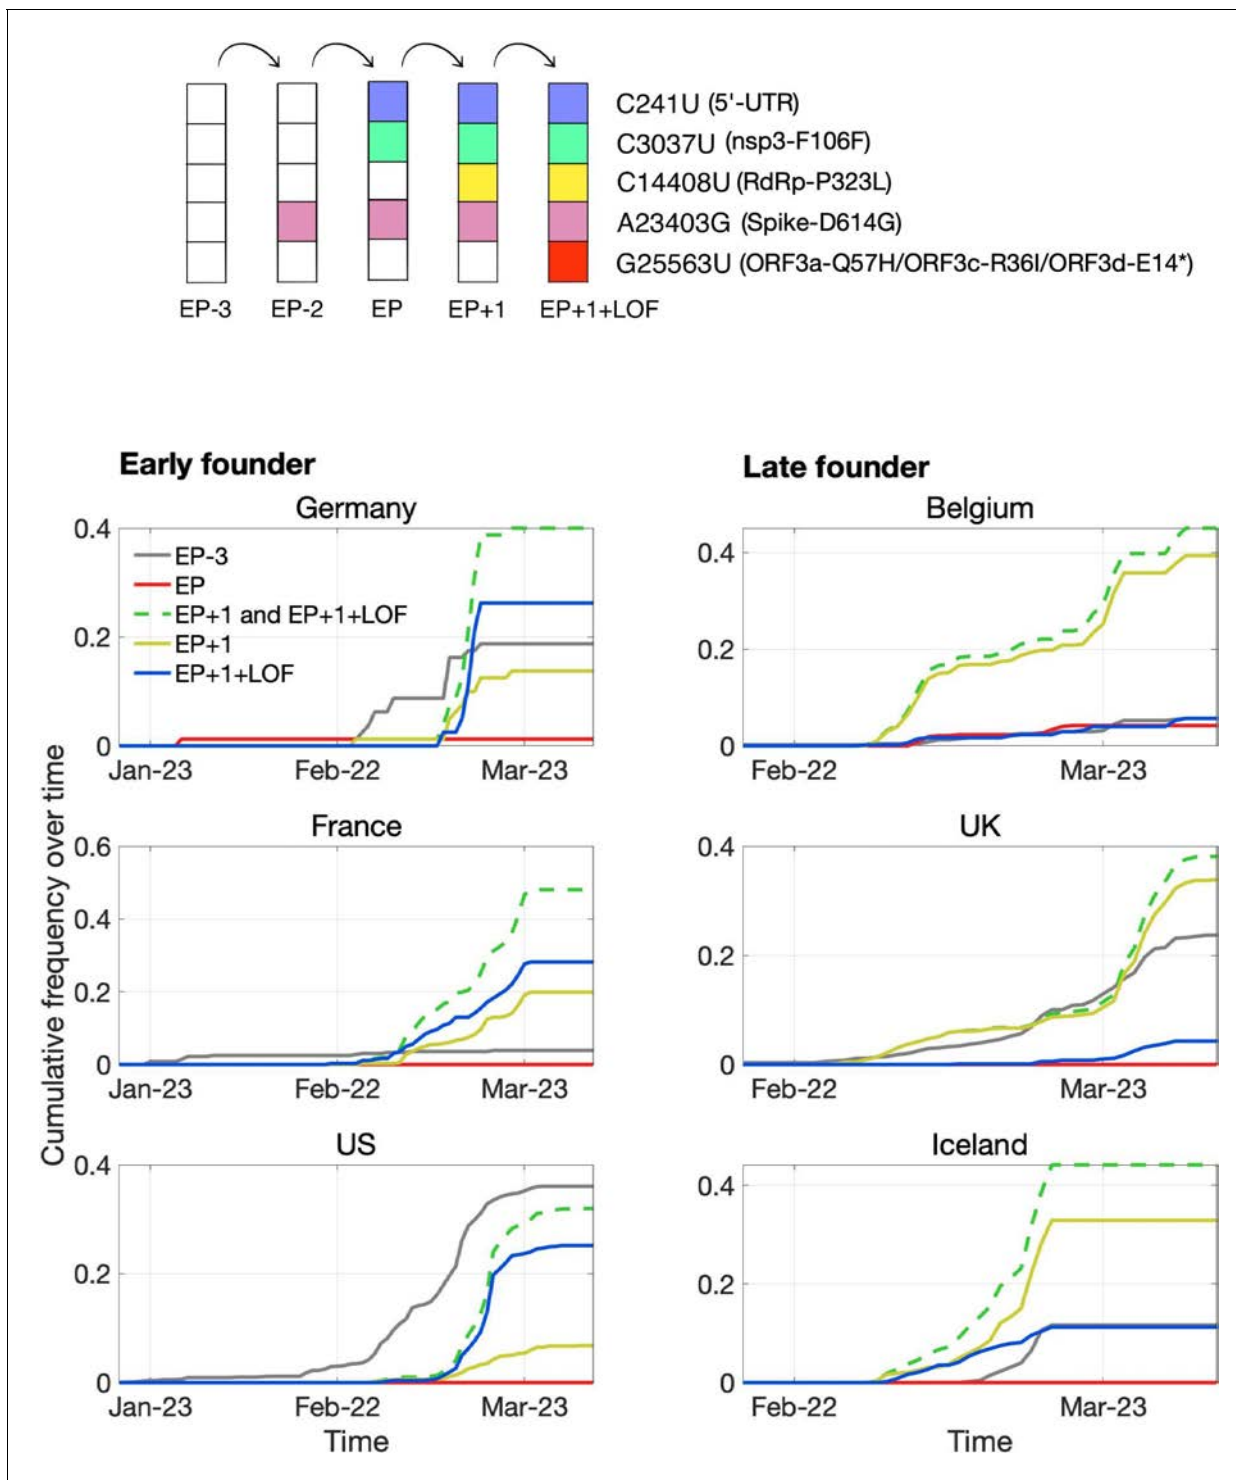 C241U (5'-UTR)
C3037U (nsp3-F106F)
C14408U (RdRp-P323L)
A23403G (Spike-D614G)
G25563U (ORF3a-Q57H/ORF3c-R36I/ORF3d-E14*)
EP-3 EP-2 EP EP+1 EP+1+LOF
Early founder
Germany
0.4
0.2
0
EP-3
EP
EP+1 and EP+1+LOF
EP+1
EP+1+LOF
Jan-23 Feb-22 Mar-23
France
0.6
0.4
0.2
0
Jan-23 Feb-22 Mar-23
US
0.4
0.2
0
Jan-23 Feb-22 Mar-23
Time
Cumulative frequency over time
Late founder
Belgium
0.4
0.2
0
Feb-22 Mar-23
UK
0.4
0.2
0
Feb-22 Mar-23
Iceland
0.4
0.2
0
Feb-22 Mar-23
Time